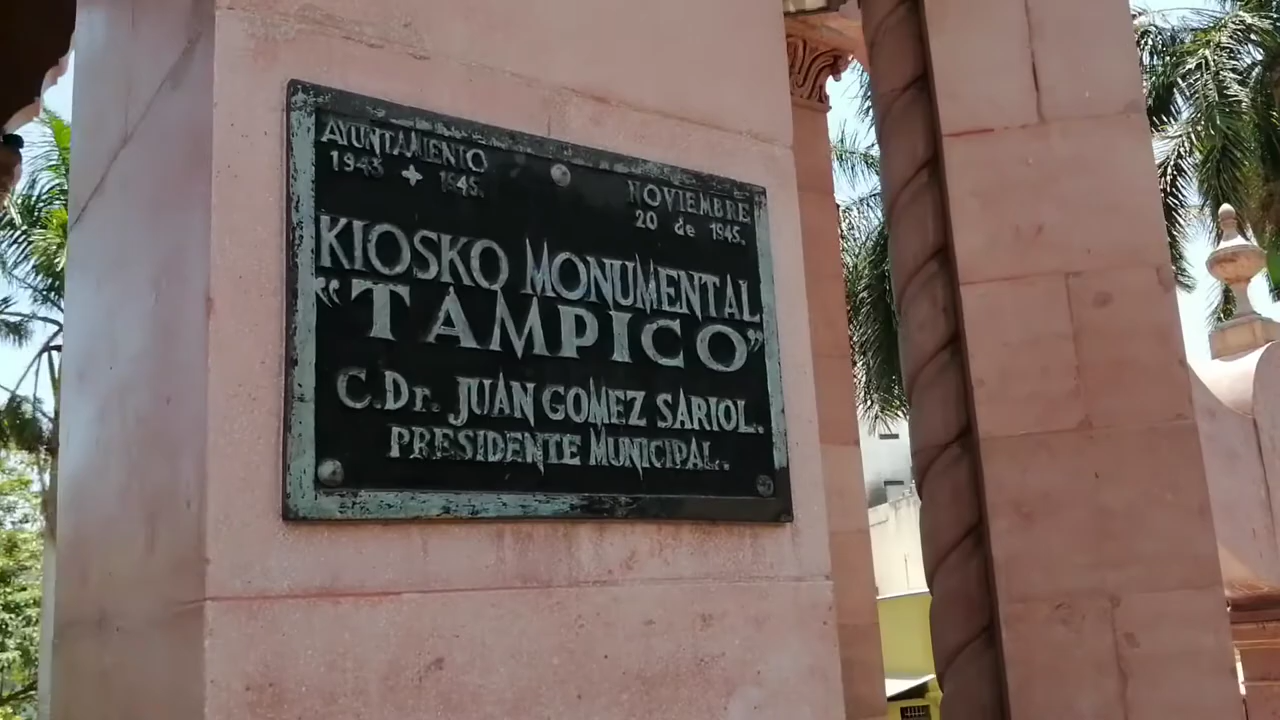 AYUNTAMIENTO
1943 + 1945.
NOVIEMBRE
20 de 1945.
KIOSKO MONUMENTAL
“TAMPICO”
C.Dr. JUAN GOMEZ SARIOL.
PRESIDENTE MUNICIPAL.